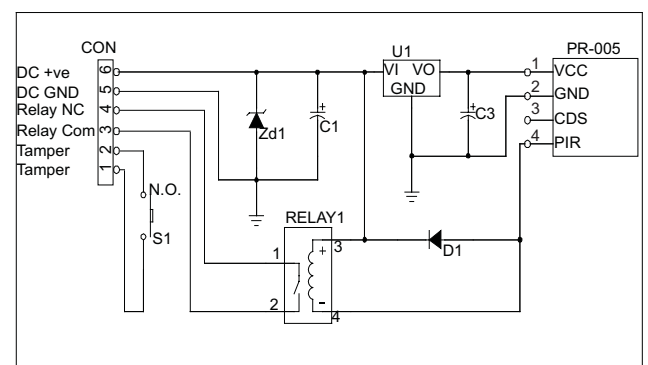 CON
U1
PR-005
DC +ve
DC GND
Relay NC
Relay Com
Tamper
Tamper
6
5
4
3
2
1
VI VO
GND
Zd1
+
C1
+
C3
1
2
3
4
VCC
GND
CDS
PIR
N.O.
S1
RELAY1
1
2
+
-
3
4
D1